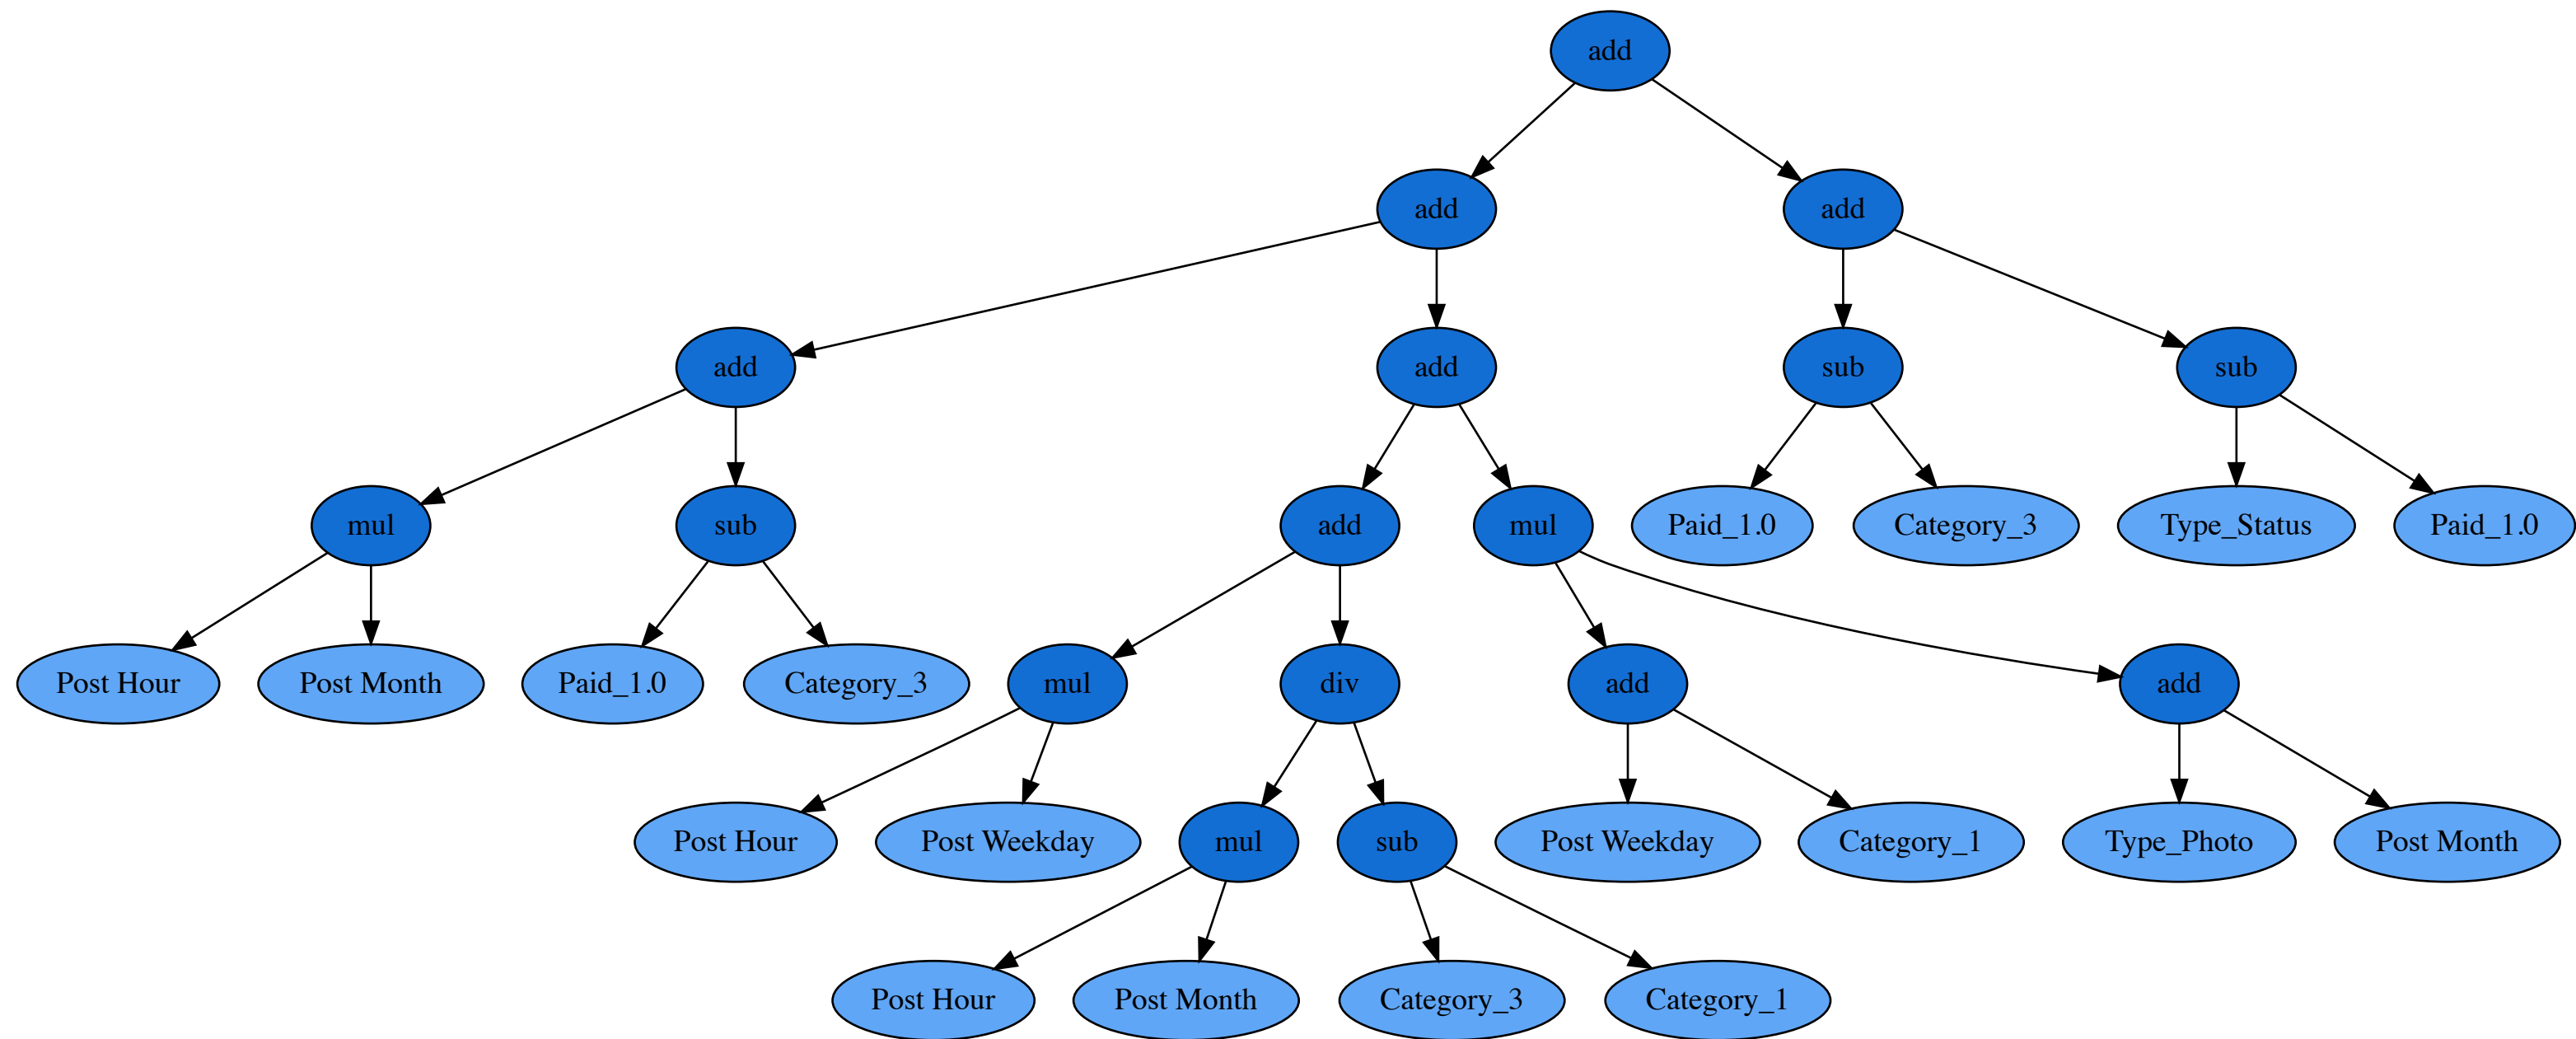 add
add
add
add
add
sub
sub
mul
sub
add
mul
Paid_1.0
Category_3
Type_Status
Paid_1.0
Post Hour
Post Month
Paid_1.0
Category_3
mul
div
add
add
Post Hour
Post Weekday
mul
sub
Post Weekday
Category_1
Type_Photo
Post Month
Post Hour
Post Month
Category_3
Category_1